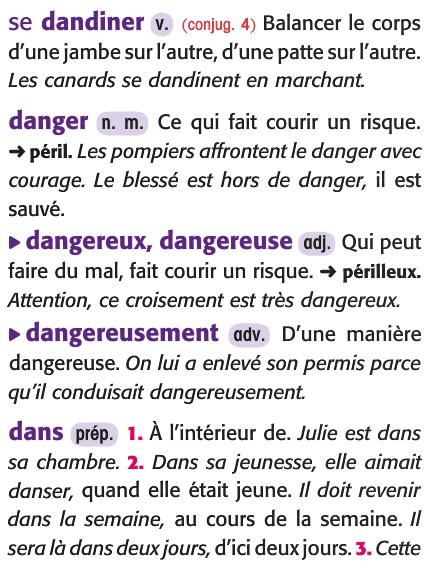 se dandiner v. (conjug. 4) Balancer le corps
d'une jambe sur l'autre, d'une patte sur l'autre.
Les canards se dandinent en marchant.
danger n. m. Ce qui fait courir un risque.
➜ péril. Les pompiers affrontent le danger avec
courage. Le blessé est hors de danger, il est
sauvé.
▶ dangereux, dangereuse adj. Qui peut
faire du mal, fait courir un risque. ➜ périlleux.
Attention, ce croisement est très dangereux.
▶ dangereusement adv. D'une manière
dangereuse. On lui a enlevé son permis parce
qu'il conduisait dangereusement.
dans prép. 1. À l'intérieur de. Julie est dans
sa chambre. 2. Dans sa jeunesse, elle aimait
danser, quand elle était jeune. Il doit revenir
dans la semaine, au cours de la semaine. Il
sera là dans deux jours, d'ici deux jours. 3. Cette